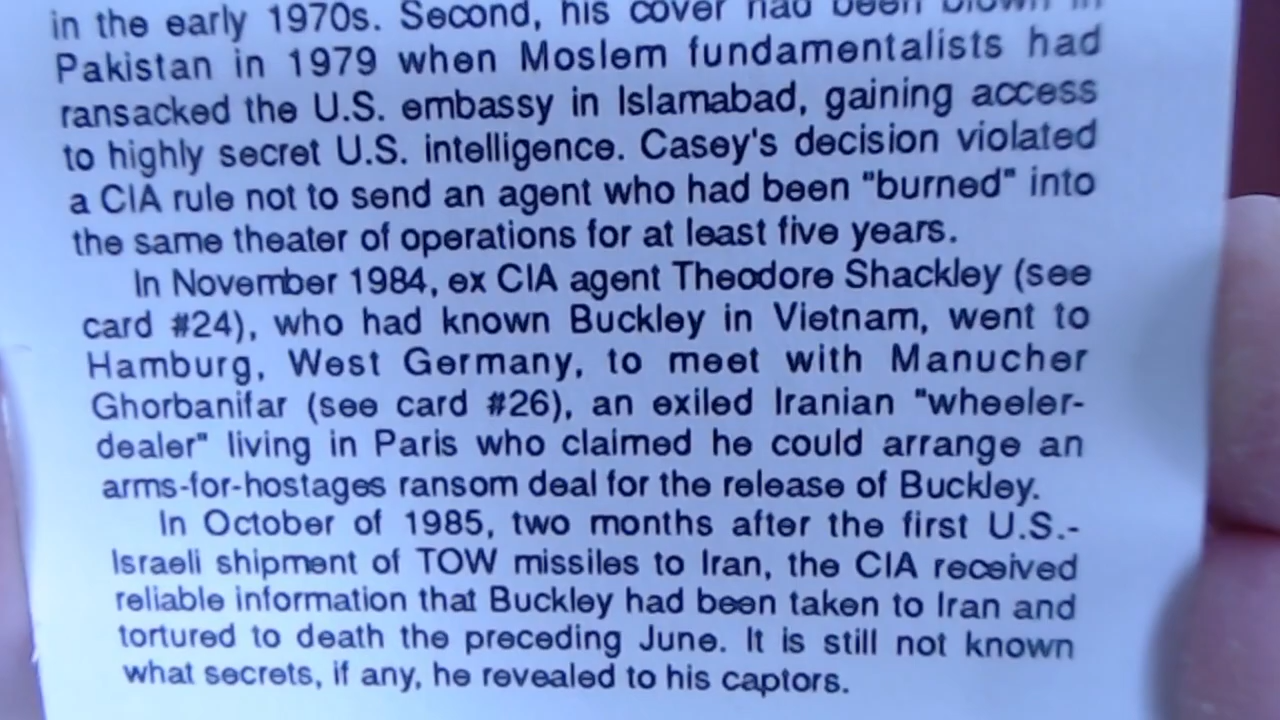 in the early 1970s. Second, his cover had been blown in
Pakistan in 1979 when Moslem fundamentalists had
ransacked the U.S. embassy in Islamabad, gaining access
to highly secret U.S. intelligence. Casey's decision violated
a CIA rule not to send an agent who had been "burned" into
the same theater of operations for at least five years.
In November 1984, ex CIA agent Theodore Shackley (see
card #24), who had known Buckley in Vietnam, went to
Hamburg, West Germany, to meet with Manucher
Ghorbanifar (see card #26), an exiled Iranian "wheeler-
dealer" living in Paris who claimed he could arrange an
arms-for-hostages ransom deal for the release of Buckley.
In October of 1985, two months after the first U.S.-
Israeli shipment of TOW missiles to Iran, the CIA received
reliable information that Buckley had been taken to Iran and
tortured to death the preceding June. It is still not known
what secrets, if any, he revealed to his captors.